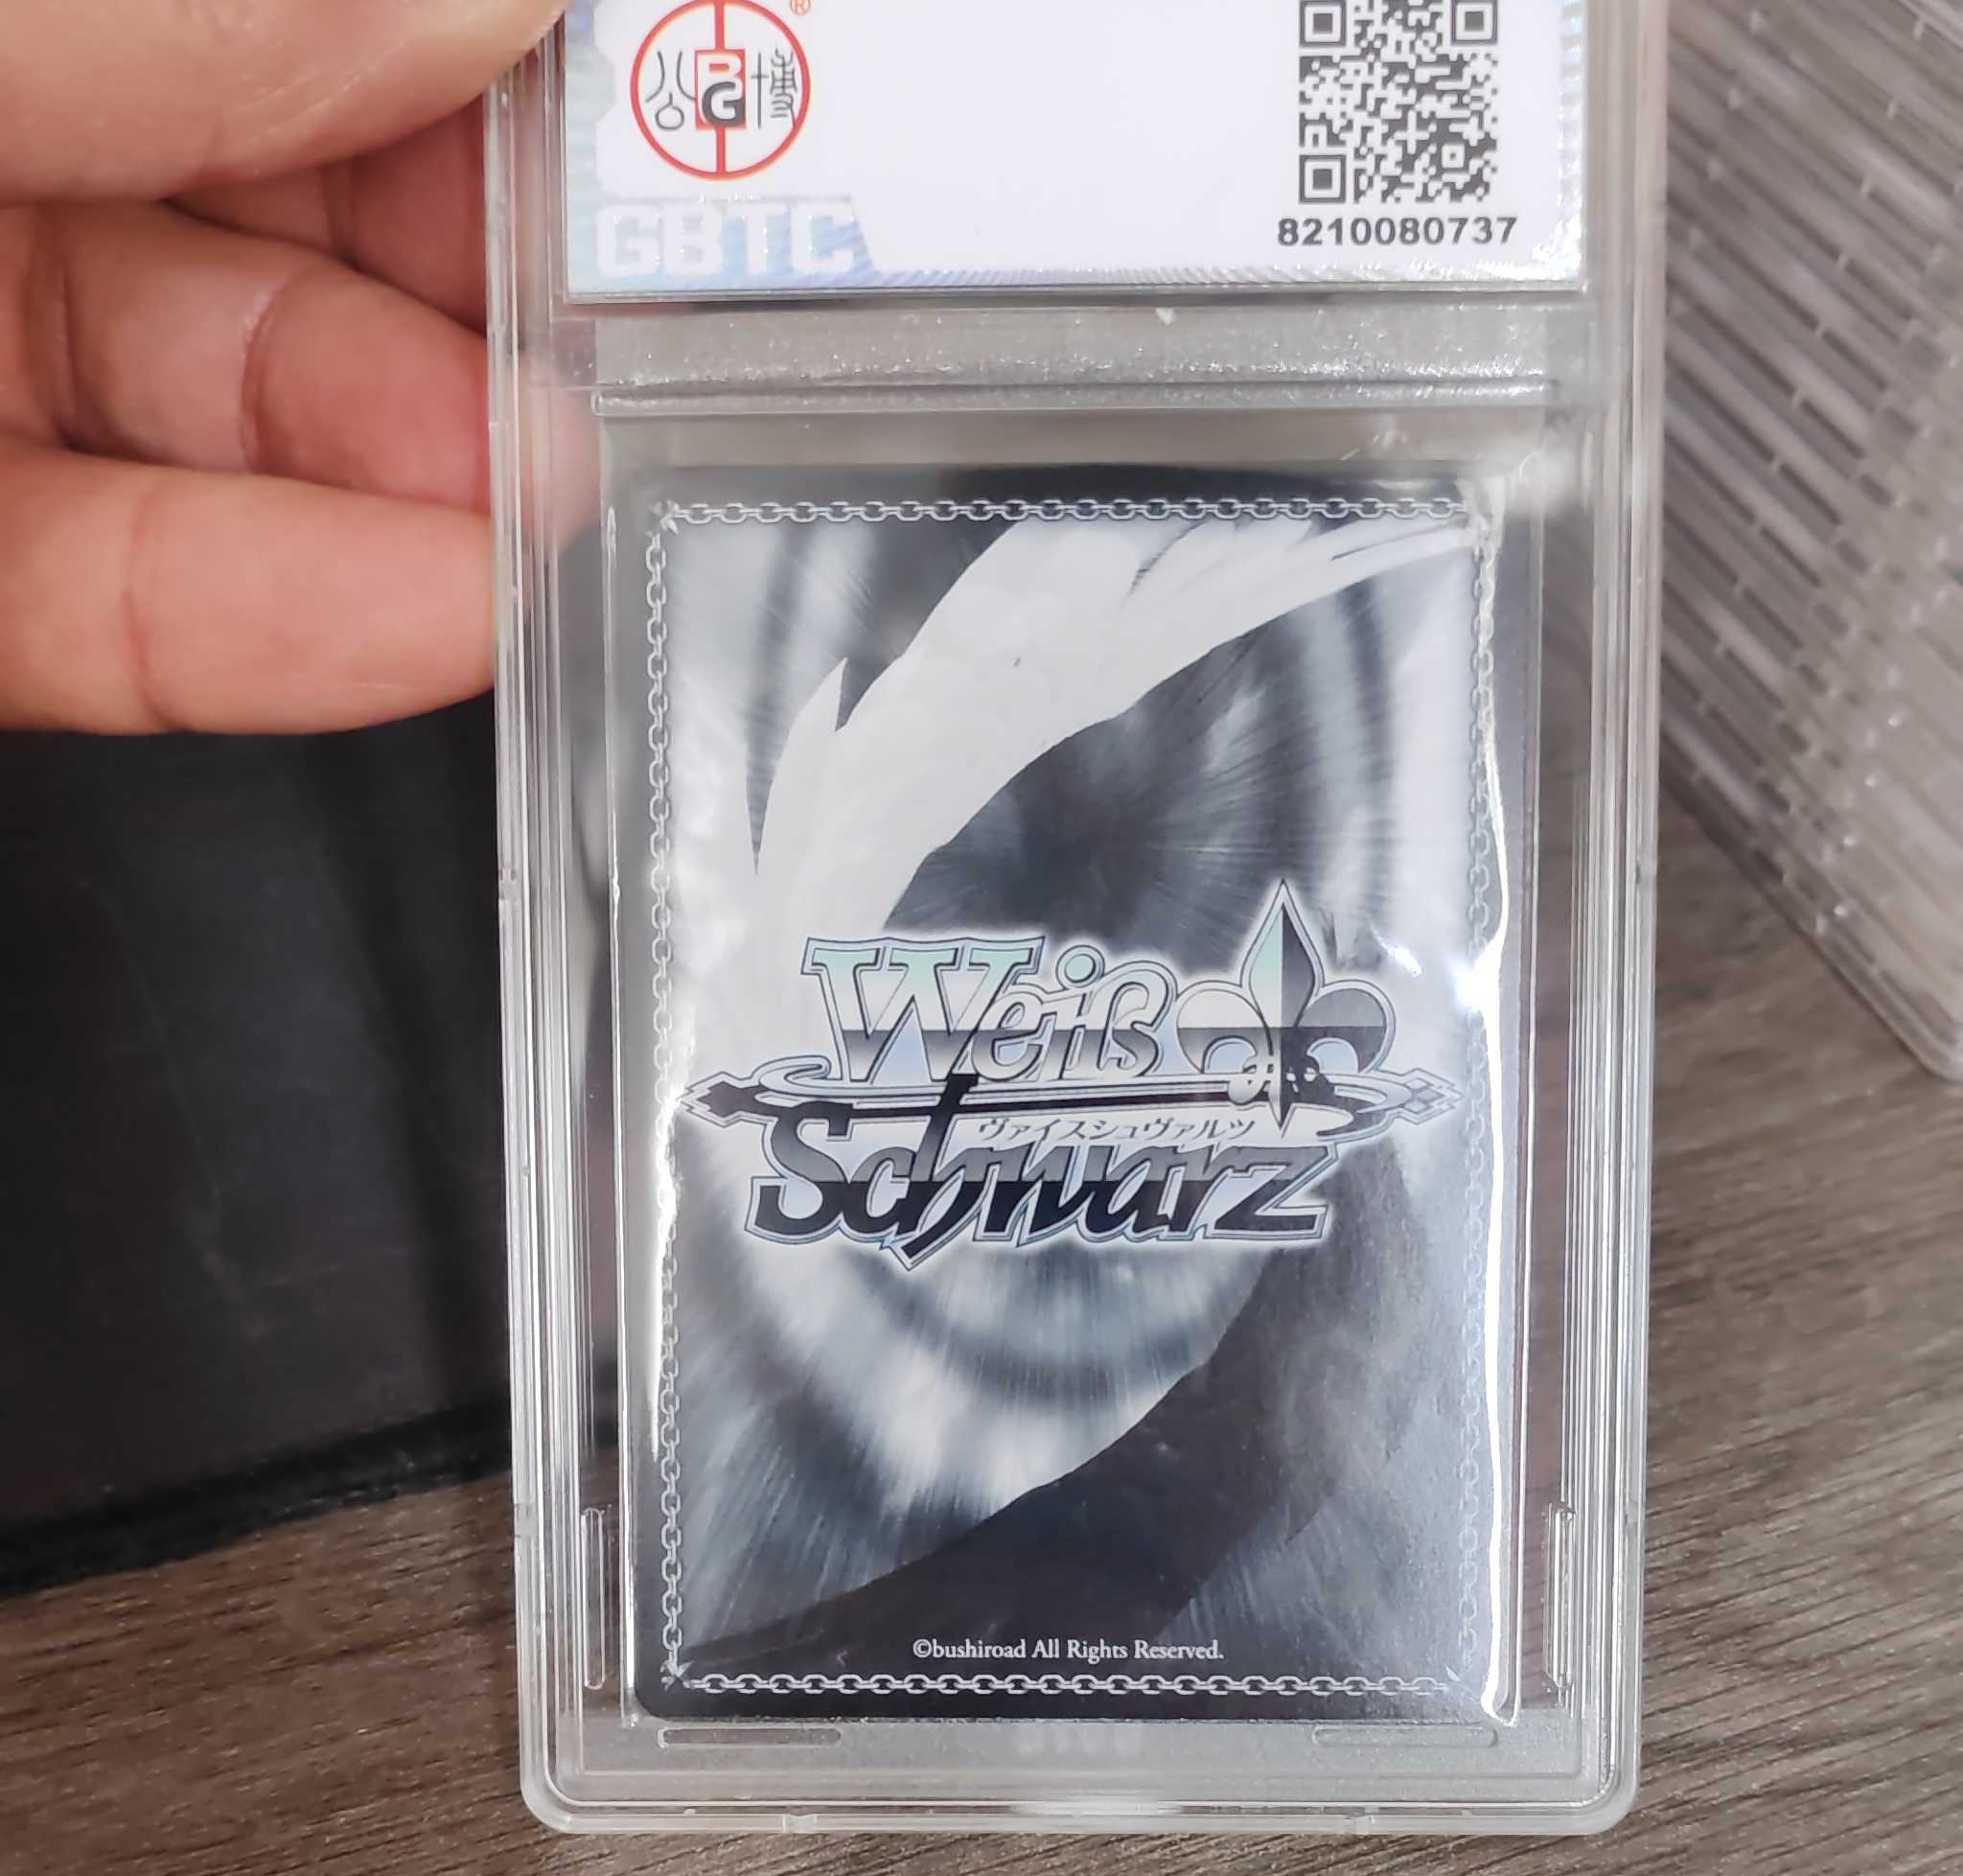 公 BG 博 ®
GBTC
8210080737
Weiß
ヴァイスシュヴァルツ
Schwarz
©bushiroad All Rights Reserved.